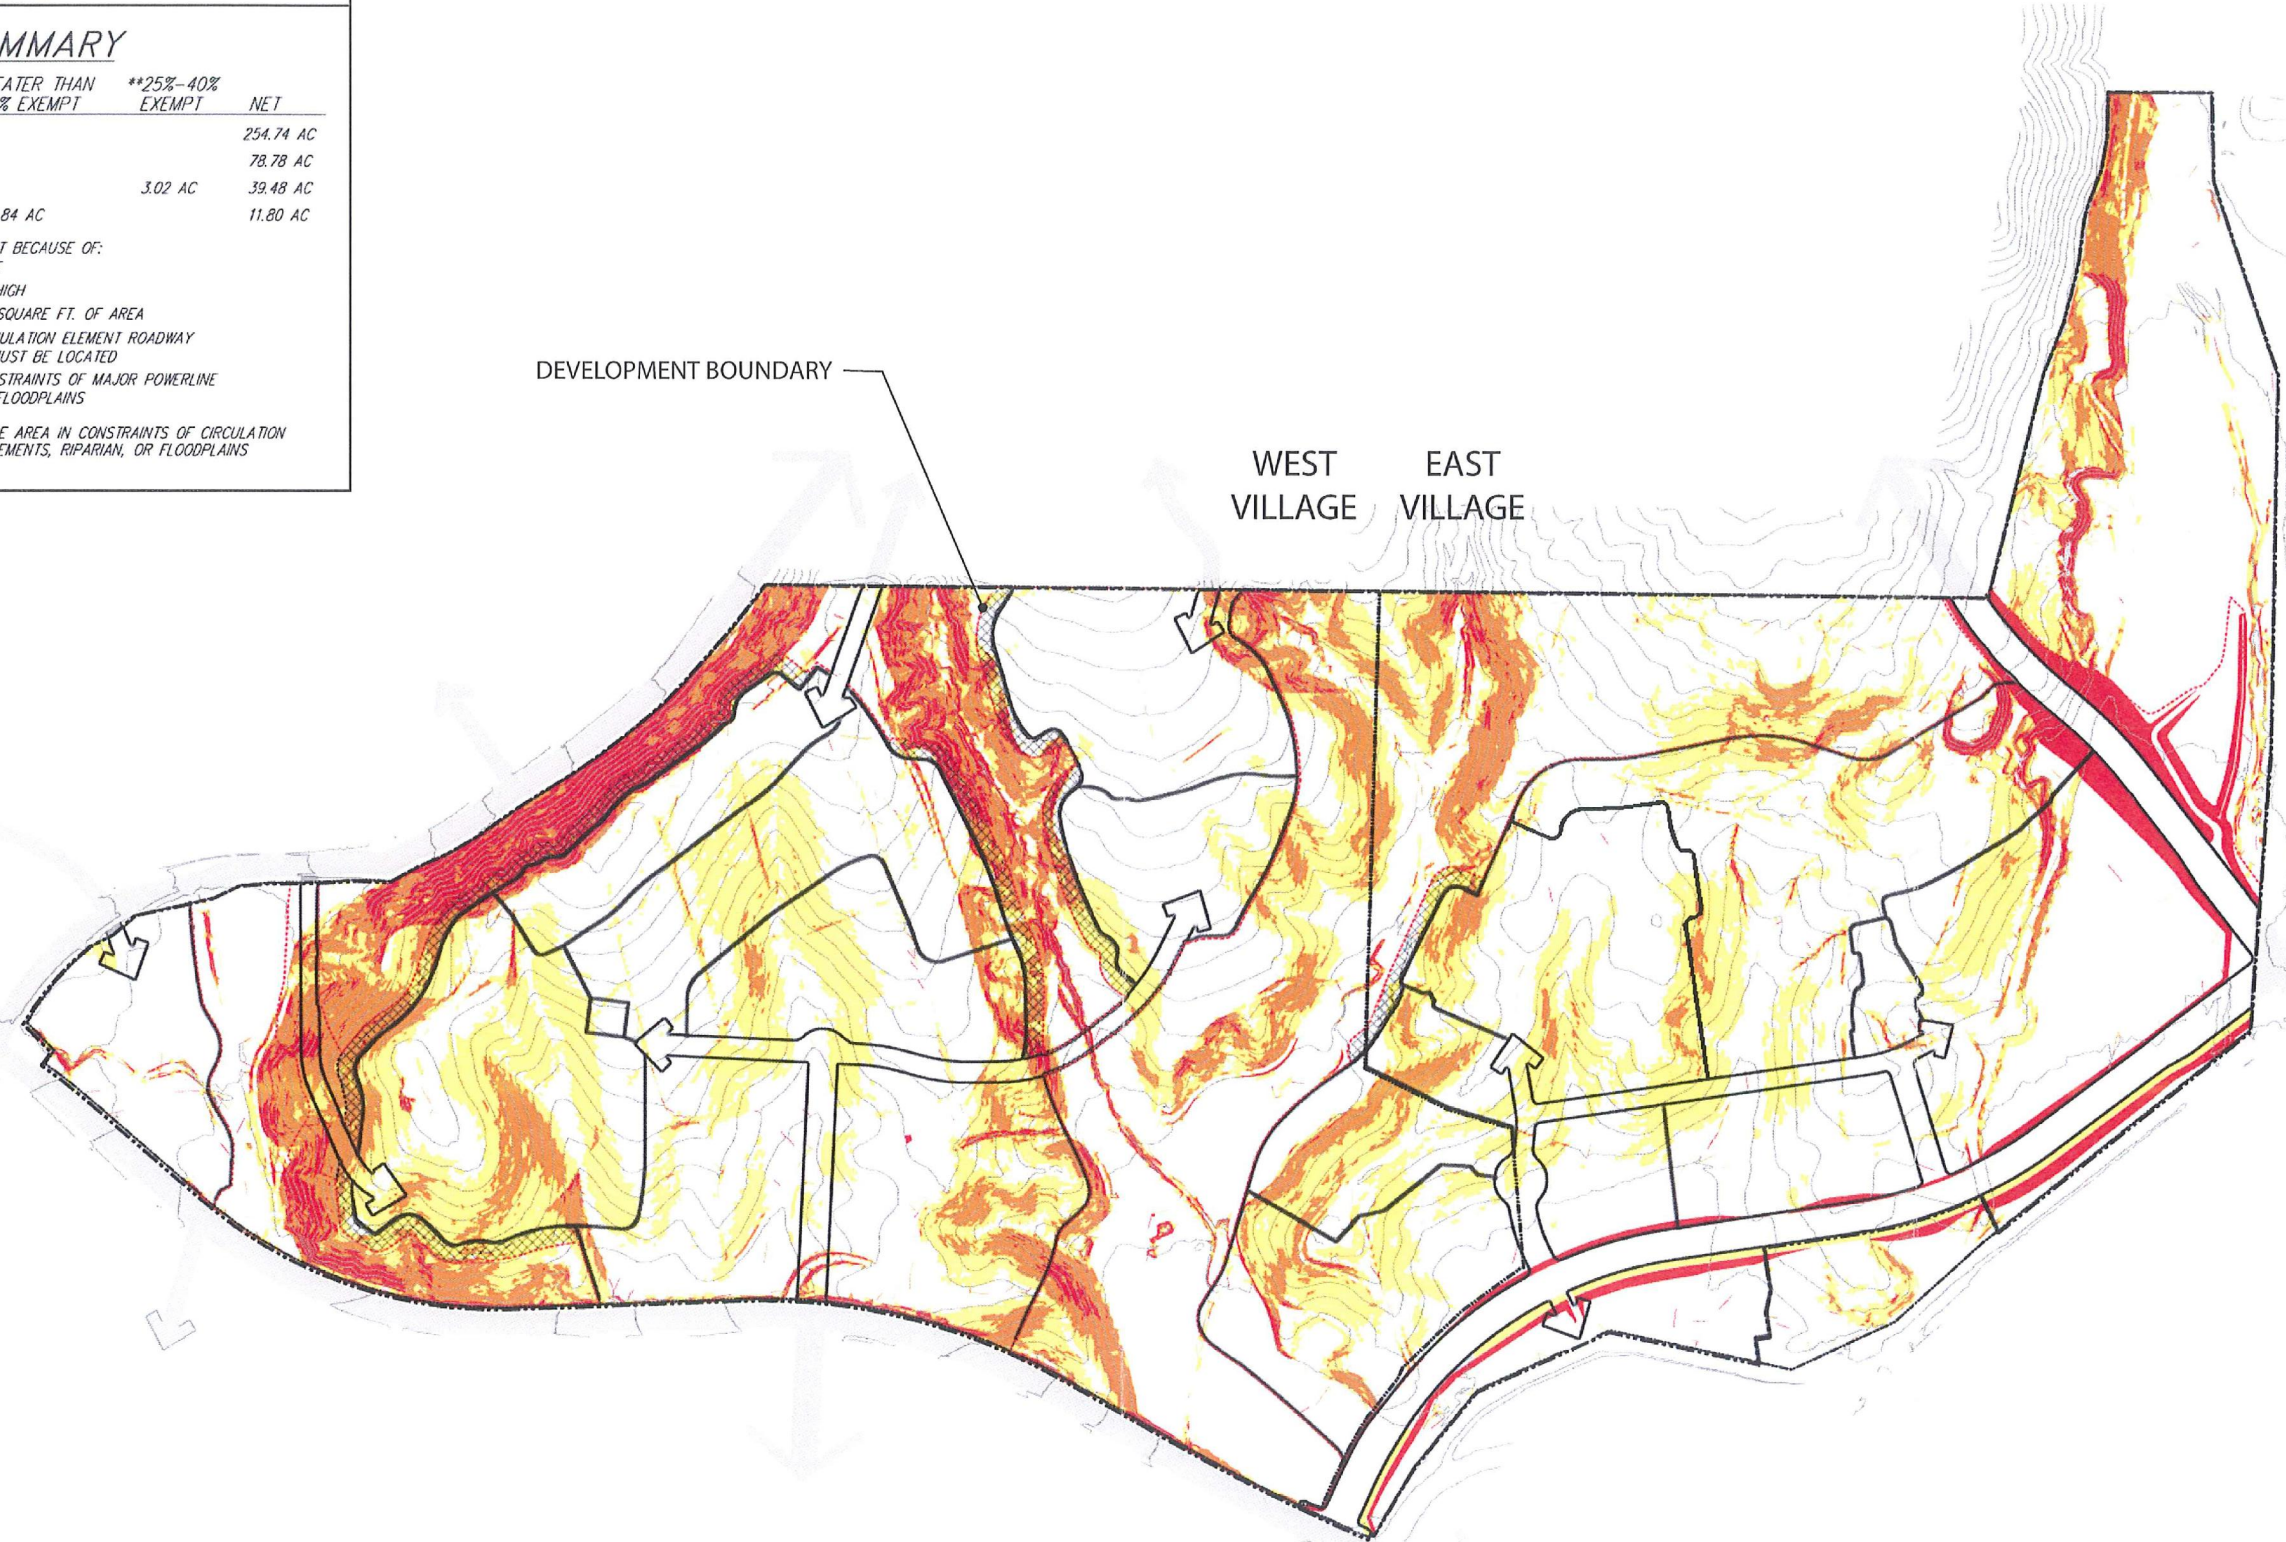 MMARY
EATER THAN **25%-40%
% EXEMPT EXEMPT NET
254.74 AC
78.78 AC
3.02 AC 39.48 AC
84 AC 11.80 AC
T BECAUSE OF:
HIGH
SQUARE FT. OF AREA
ULATION ELEMENT ROADWAY
UST BE LOCATED
STRAINTS OF MAJOR POWERLINE
FLOODPLAINS
E AREA IN CONSTRAINTS OF CIRCULATION
EMENTS, RIPARIAN, OR FLOODPLAINS
DEVELOPMENT BOUNDARY
WEST
VILLAGE
EAST
VILLAGE